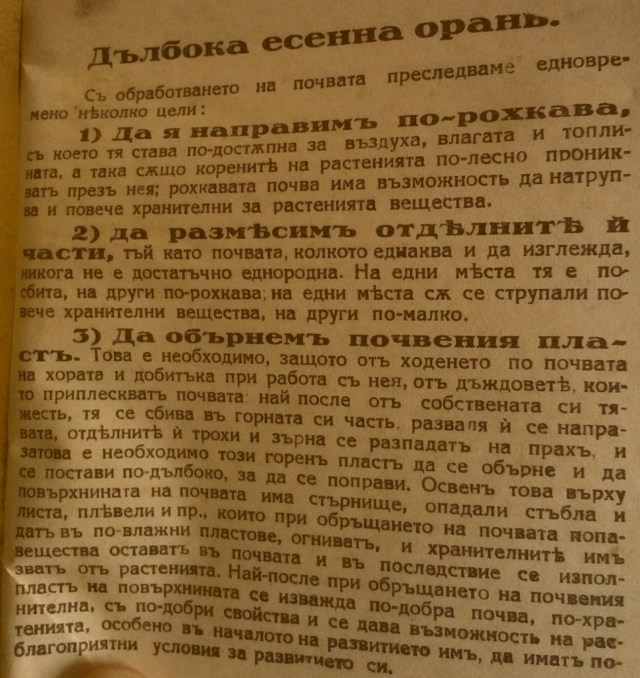 Дълбока есенна орань.
Съ обработването на почвата преследваме едновре-
мено нѣколко цели:
1) Да я направимъ по-рохкава,
съ което тя става по-достѫпна за въздуха, влагата и топли-
ната, а така сѫщо коренитѣ на растенията по-лесно проник-
ватъ презъ нея; рохкавата почва има възможность да натруп-
ва и повече хранителни за растенията вещества.
2) да размѣсимъ отдѣлнитѣ ѝ
части, тъй като почвата, колкото еднаква и да изглежда,
никога не е достатъчно еднородна. На едни мѣста тя е по-
сбита, на други по-рохкава; на едни мѣста сѫ се струпали по-
вече хранителни вещества, на други по-малко.
3) Да обърнемъ почвения пла-
стъ. Това е необходимо, защото отъ ходението по почвата
на хората и добитъка при работа съ нея, отъ дъждоветѣ, кои-
то приплескватъ почвата най после отъ собствената си тя-
жесть, тя се сбива въ горната си часть, разваля ѝ се напра-
вата, отдѣлнитѣ ѝ трохи и зърна се разпадатъ на прахъ, и
затова е необходимо този горенъ пластъ да се обърне и да
се постави по-дълбоко, за да се поправи. Освенъ това върху
повърхнината на почвата има стърнище, опадали стъбла и
листа, плѣвели и пр., които при обръщането на почвата попа-
датъ въ по-влажни пластове, огниватъ, и хранителнитѣ имъ
вещества оставатъ въ почвата и въ последствие се изпол-
зватъ отъ растенията. Най-после при обръщането на почвения
пластъ на повърхнината се изважда по-добра почва, по-хра-
нителна, съ по-добри свойства и се дава възможность на рас-
тенията, особено въ началото на развитието имъ, да иматъ по-
благоприятни условия за развитието си.